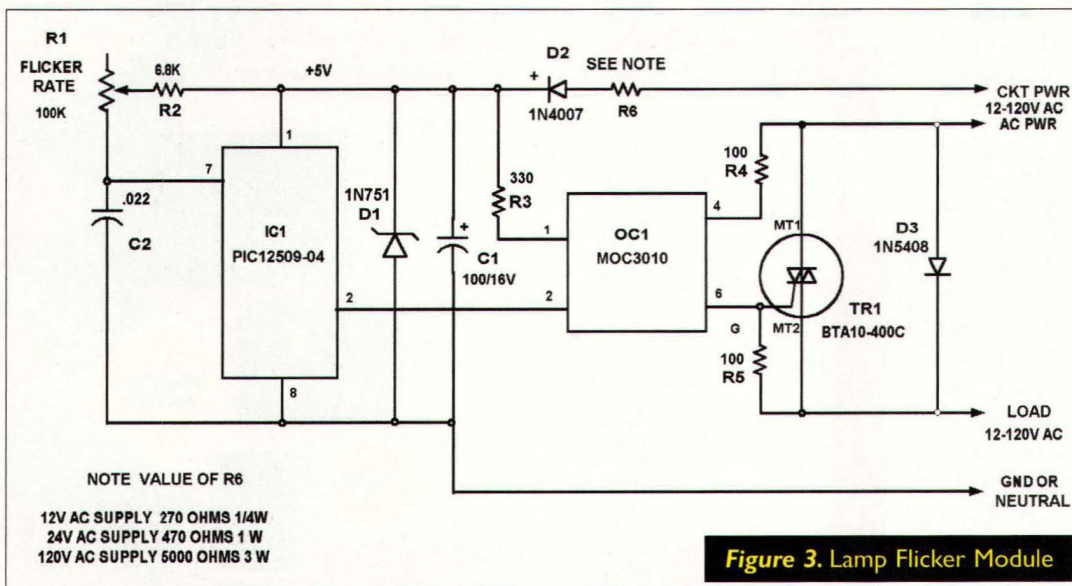 R1
FLICKER
RATE
100K
6.8K
R2
+5V
D2
+
1N4007
SEE NOTE
R6
CKT PWR
12-120V AC
AC PWR
1
7
.022
C2
IC1
PIC12509-04
2
8
1N751
D1
+
C1
100/16V
330
R3
1
2
OC1
MOC3010
4
6
100
R4
MT1
MT2
G
TR1
BTA10-400C
D3
1N5408
100
R5
LOAD
12-120V AC
GND OR
NEUTRAL
NOTE VALUE OF R6
12V AC SUPPLY 270 OHMS 1/4W
24V AC SUPPLY 470 OHMS 1 W
120V AC SUPPLY 5000 OHMS 3 W
Figure 3. Lamp Flicker Module